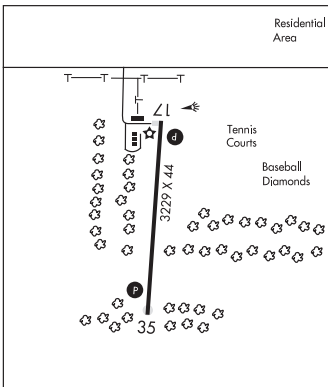 Residential
Area
T T T T
T
17
P
Tennis
Courts
Baseball
Diamonds
3229 X 44
P
35